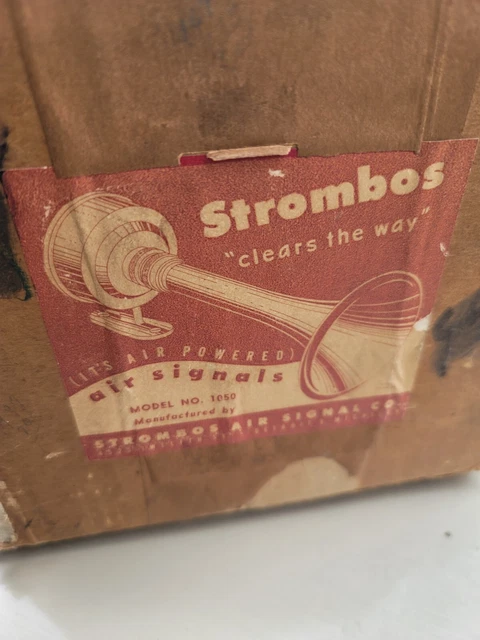 Strombos
"clears the way"
(IT'S AIR POWERED)
air signals
MODEL NO. 1050
Manufactured by
STROMBOS AIR SIGNAL CO.